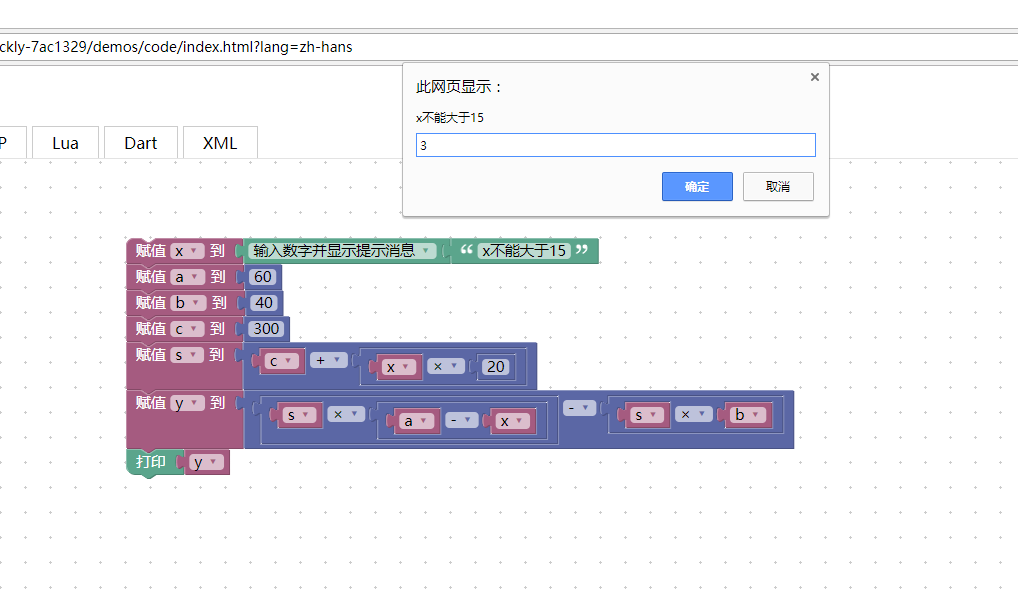 ckly-7ac1329/demos/code/index.html?lang=zh-hans
此网页显示：
x不能大于15
3
确定 取消
P Lua Dart XML
赋值 x 到 输入数字并显示提示消息 “ x不能大于15 ”
赋值 a 到 60
赋值 b 到 40
赋值 c 到 300
赋值 s 到 c + x × 20
赋值 y 到 s × a - x - s × b
打印 y